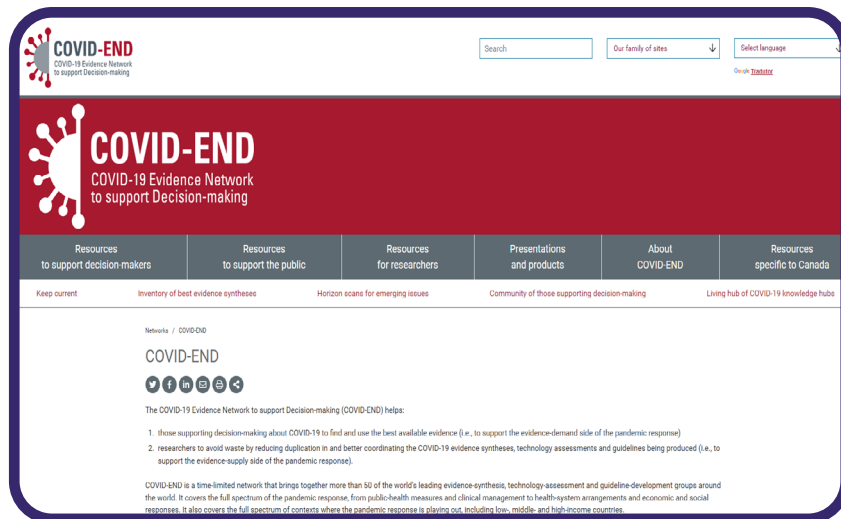 COVID-END
COVID-19 Evidence Network
to support Decision-making
Search
Our family of sites
Select language
Google Traductor
COVID-END
COVID-19 Evidence Network
to support Decision-making
Resources
to support decision-makers
Resources
to support the public
Resources
for researchers
Presentations
and products
About
COVID-END
Resources
specific to Canada
Keep current
Inventory of best evidence syntheses
Horizon scans for emerging issues
Community of those supporting decision-making
Living hub of COVID-19 knowledge hubs
Networks / COVID-END
COVID-END
The COVID-19 Evidence Network to support Decision-making (COVID-END) helps:
1. those supporting decision-making about COVID-19 to find and use the best available evidence (i.e., to support the evidence-demand side of the pandemic response)
2. researchers to avoid waste by reducing duplication in and better coordinating the COVID-19 evidence syntheses, technology assessments and guidelines being produced (i.e., to
support the evidence-supply side of the pandemic response).
COVID-END is a time-limited network that brings together more than 50 of the world's leading evidence-synthesis, technology-assessment and guideline-development groups around
the world. It covers the full spectrum of the pandemic response, from public-health measures and clinical management to health-system arrangements and economic and social
responses. It also covers the full spectrum of contexts where the pandemic response is playing out, including low-, middle- and high-income countries.